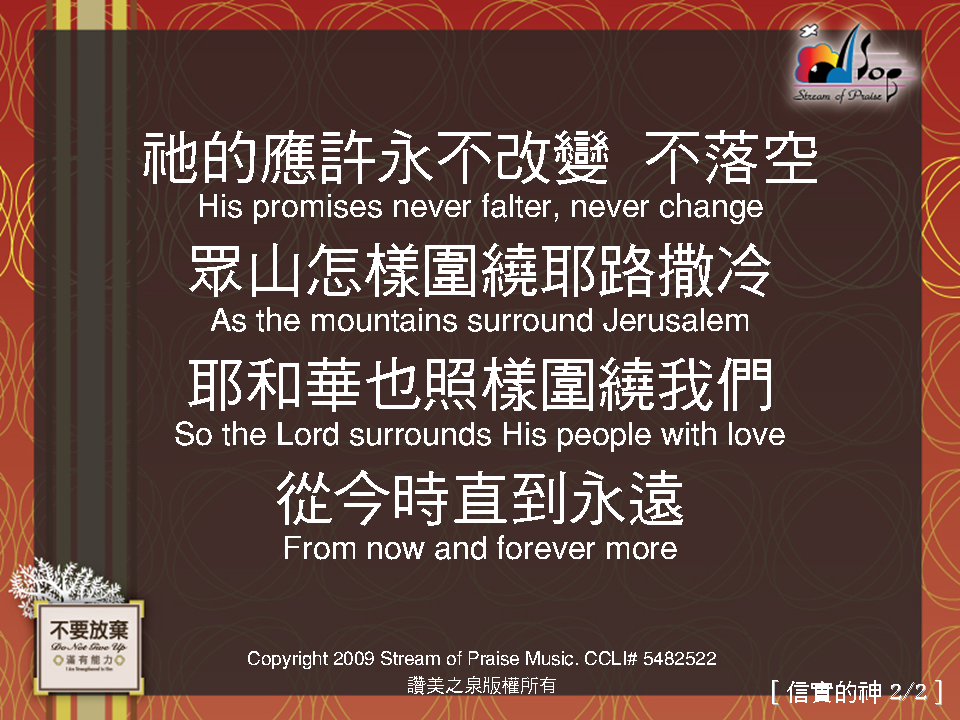 Sop
Stream of Praise
祂的應許永不改變 不落空
His promises never falter, never change
眾山怎樣圍繞耶路撒冷
As the mountains surround Jerusalem
耶和華也照樣圍繞我們
So the Lord surrounds His people with love
從今時直到永遠
From now and forever more
不要放棄
Do Not Give Up
滿有能力
I Am Strengthened in Him
Copyright 2009 Stream of Praise Music. CCLI# 5482522
讚美之泉版權所有
[ 信實的神 2/2 ]